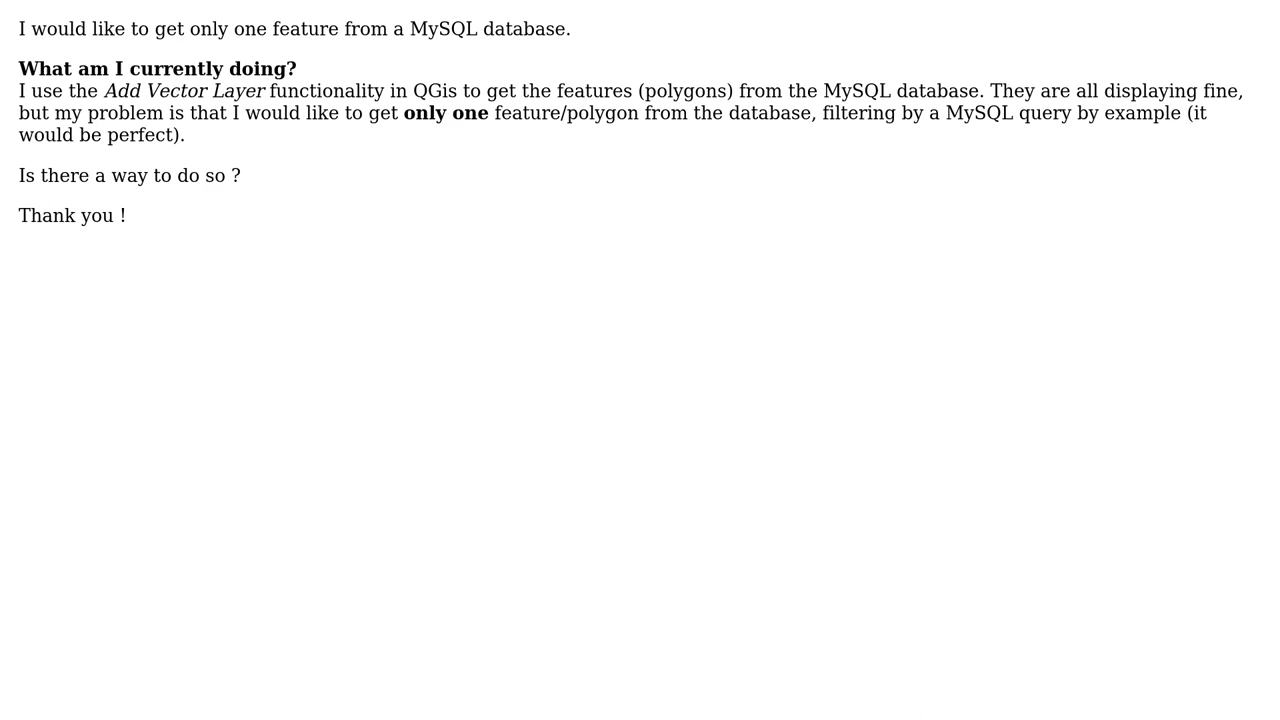 I would like to get only one feature from a MySQL database.
What am I currently doing?
I use the Add Vector Layer functionality in QGis to get the features (polygons) from the MySQL database. They are all displaying fine,
but my problem is that I would like to get only one feature/polygon from the database, filtering by a MySQL query by example (it
would be perfect).
Is there a way to do so ?
Thank you !